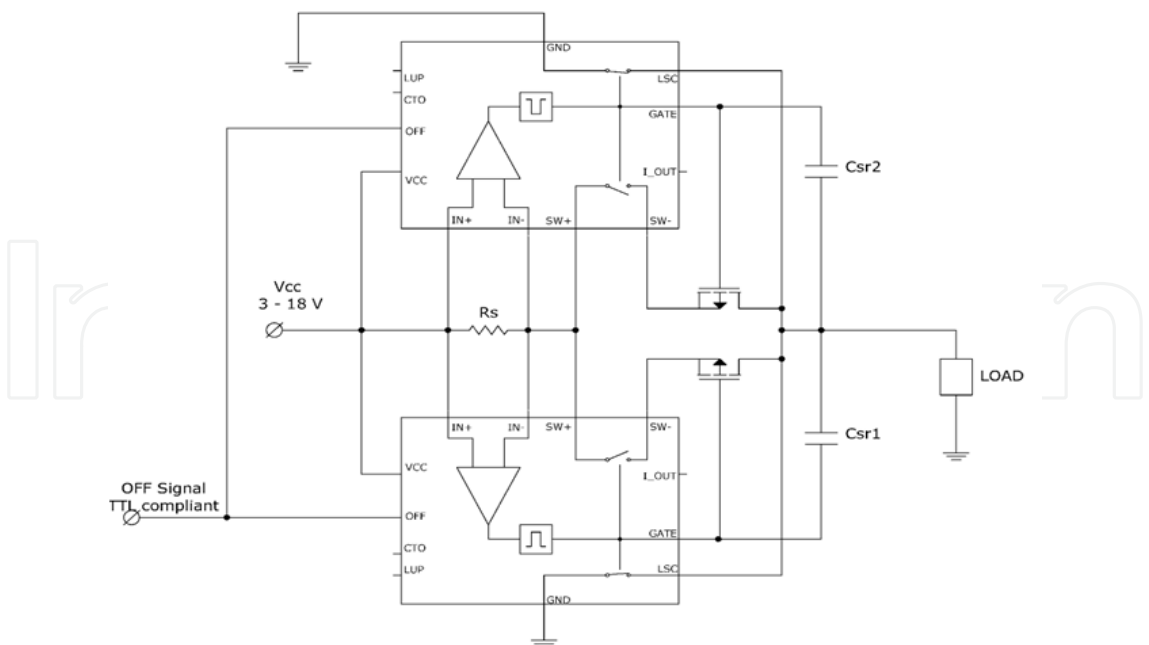 GND
LUP
CTO
OFF
VCC
IN+
IN-
SW+
SW-
LSC
GATE
I_OUT
Csr2
Vcc
3 - 18 V
Rs
LOAD
Csr1
IN+
IN-
SW+
SW-
VCC
OFF
CTO
LUP
I_OUT
GATE
LSC
GND
OFF Signal
TTL compliant